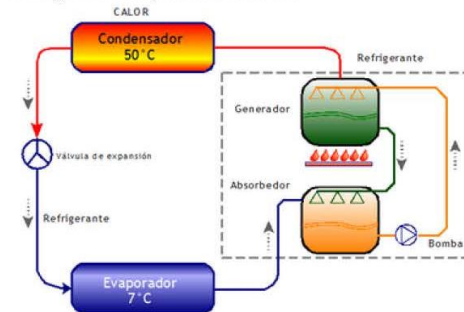 CALOR
Condensador
50°C
Refrigerante
Generador
Válvula de expansión
Absorbedor
Refrigerante
Bomba
Evaporador
7°C